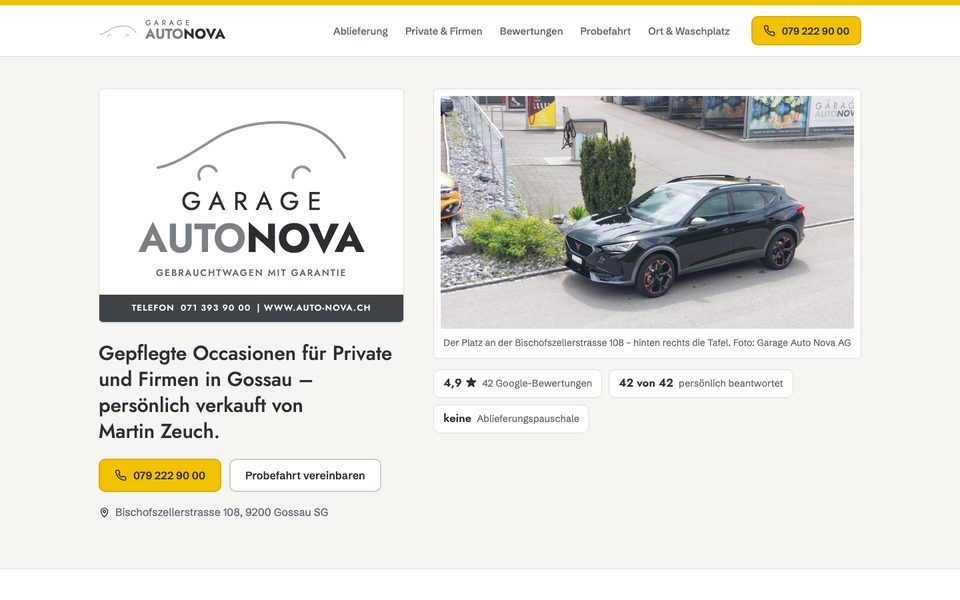 GARAGE
AUTONOVA
Ablieferung
Private & Firmen
Bewertungen
Probefahrt
Ort & Waschplatz
079 222 90 00
GARAGE
AUTONOVA
GEBRAUCHTWAGEN MIT GARANTIE
TELEFON 071 393 90 00 | WWW.AUTO-NOVA.CH
Gepflegte Occasionen für Private
und Firmen in Gossau –
persönlich verkauft von
Martin Zeuch.
079 222 90 00
Probefahrt vereinbaren
Bischofszellerstrasse 108, 9200 Gossau SG
GARAG
AUTONOV
Der Platz an der Bischofszellerstrasse 108 – hinten rechts die Tafel. Foto: Garage Auto Nova AG
4,9 ★ 42 Google-Bewertungen
42 von 42 persönlich beantwortet
keine Ablieferungspauschale